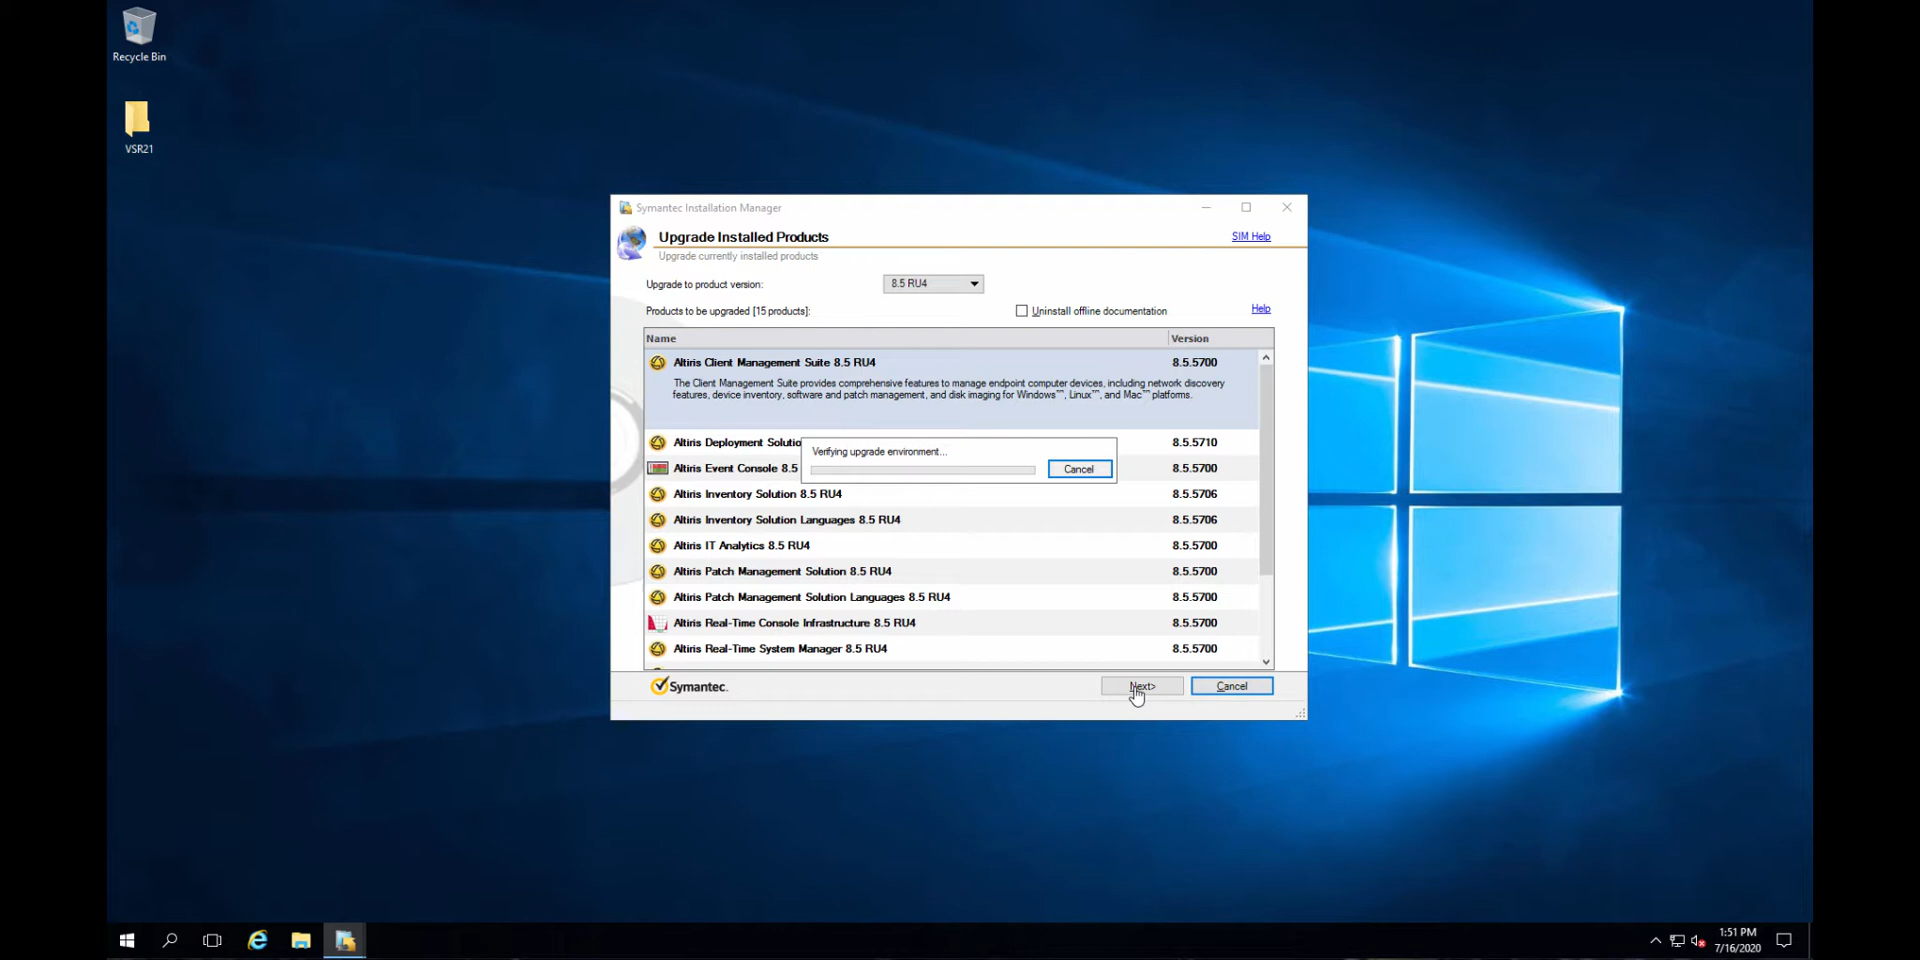 Recycle Bin
VSR21
Symantec Installation Manager
Upgrade Installed Products
SIM Help
Upgrade currently installed products
Upgrade to product version:
8.5 RU4
Products to be upgraded [15 products]:
Uninstall offline documentation
Help
Name
Version
Altiris Client Management Suite 8.5 RU4
8.5.5700
The Client Management Suite provides comprehensive features to manage endpoint computer devices, including network discovery
features, device inventory, software and patch management, and disk imaging for Windows™, Linux™, and Mac™ platforms.
Altiris Deployment Solutio
8.5.5710
Verifying upgrade environment...
Cancel
Altiris Event Console 8.5
8.5.5700
Altiris Inventory Solution 8.5 RU4
8.5.5706
Altiris Inventory Solution Languages 8.5 RU4
8.5.5706
Altiris IT Analytics 8.5 RU4
8.5.5700
Altiris Patch Management Solution 8.5 RU4
8.5.5700
Altiris Patch Management Solution Languages 8.5 RU4
8.5.5700
Altiris Real-Time Console Infrastructure 8.5 RU4
8.5.5700
Altiris Real-Time System Manager 8.5 RU4
8.5.5700
Symantec.
Next>
Cancel
1:51 PM
7/16/2020